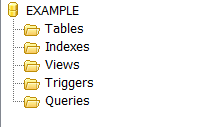 EXAMPLE
Tables
Indexes
Views
Triggers
Queries